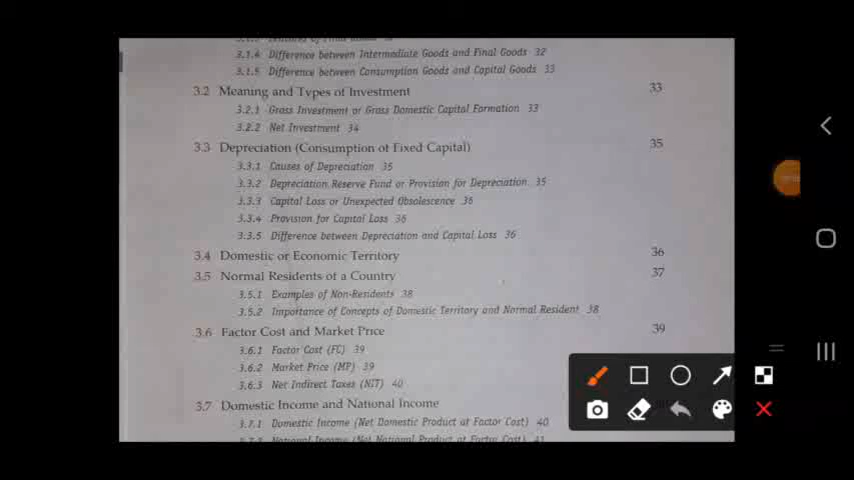 3.1.4 Difference between Intermediate Goods and Final Goods 32
3.1.5 Difference between Consumption Goods and Capital Goods 33
3.2 Meaning and Types of Investment 33
3.2.1 Gross Investment or Gross Domestic Capital Formation 33
3.2.2 Net Investment 34
3.3 Depreciation (Consumption of Fixed Capital) 35
3.3.1 Causes of Depreciation 35
3.3.2 Depreciation Reserve Fund or Provision for Depreciation 35
3.3.3 Capital Loss or Unexpected Obsolescence 36
3.3.4 Provision for Capital Loss 36
3.3.5 Difference between Depreciation and Capital Loss 36
3.4 Domestic or Economic Territory 36
3.5 Normal Residents of a Country 37
3.5.1 Examples of Non-Residents 38
3.5.2 Importance of Concepts of Domestic Territory and Normal Resident 38
3.6 Factor Cost and Market Price 39
3.6.1 Factor Cost (FC) 39
3.6.2 Market Price (MP) 39
3.6.3 Net Indirect Taxes (NIT) 40
3.7 Domestic Income and National Income
3.7.1 Domestic Income (Net Domestic Product at Factor Cost) 40
National Income (Net National Product at Factor Cost) 41